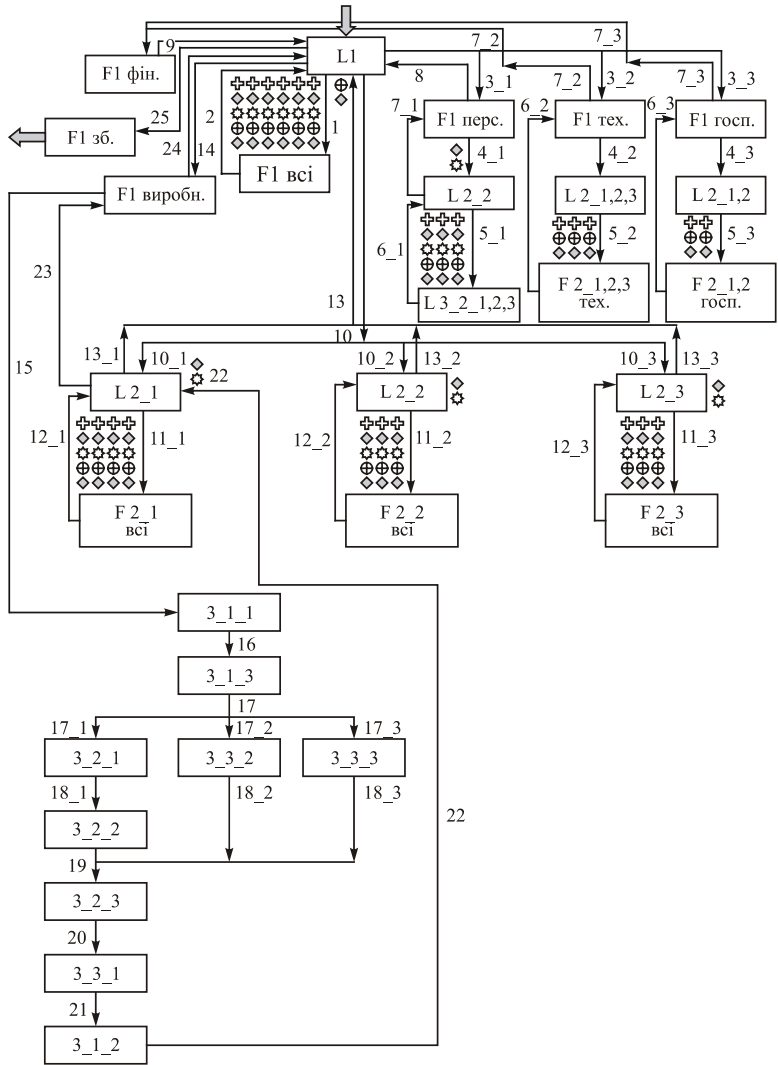 9
L1
7_2
7_3
F1 фін.
8
3_1
7_2
3_2
7_3
3_3
25
2
1
7_1
6_2
6_3
F1 зб.
24
14
F1 перс.
F1 тех.
F1 госп.
4_1
4_2
4_3
F1 всі
F1 виробн.
L 2_2
L 2_1,2,3
L 2_1,2
23
6_1
5_1
5_2
5_3
F 2_1,2,3
тех.
F 2_1,2
госп.
13
L 3_2_1,2,3
10
15
13_1
10_1
22
10_2
13_2
10_3
13_3
L 2_1
L 2_2
L 2_3
12_1
11_1
12_2
11_2
12_3
11_3
F 2_1
всі
F 2_2
всі
F 2_3
всі
3_1_1
16
3_1_3
17
17_1
17_2
17_3
3_2_1
3_3_2
3_3_3
18_1
18_2
18_3
3_2_2
22
19
3_2_3
20
3_3_1
21
3_1_2